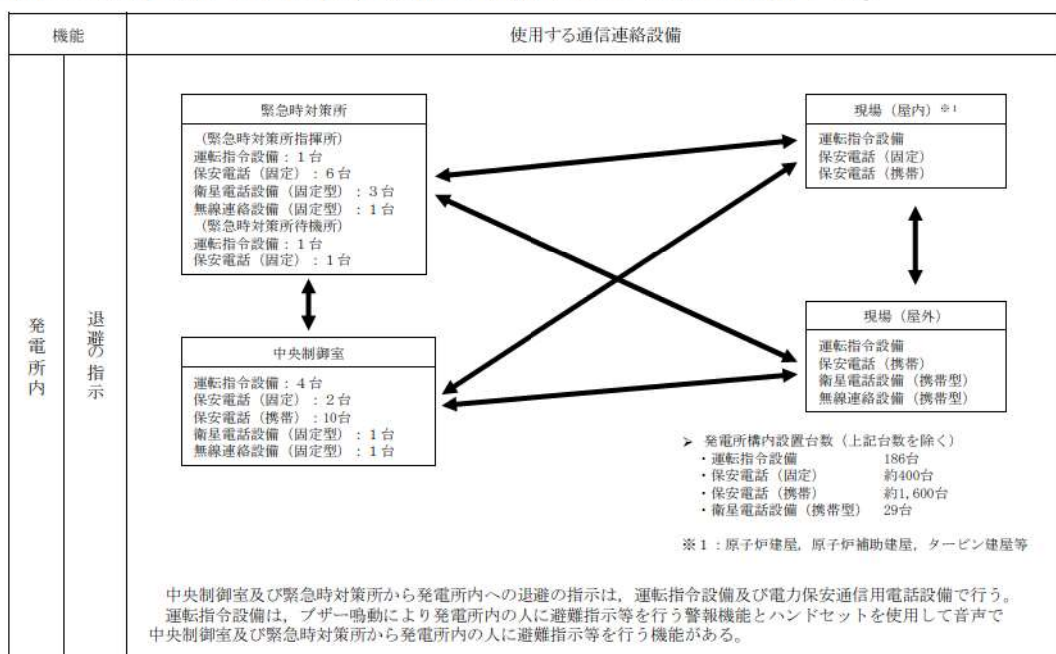 機能
使用する通信連絡設備
発電所内
退避の指示
緊急時対策所
(緊急時対策所指揮所)
運転指令設備:1台
保安電話(固定):6台
衛星電話設備(固定型):3台
無線連絡設備(固定型):1台
(緊急時対策所待機所)
運転指令設備:1台
保安電話(固定):1台
現場(屋内)※1
運転指令設備
保安電話(固定)
保安電話(携帯)
中央制御室
運転指令設備:4台
保安電話(固定):2台
保安電話(携帯):10台
衛星電話設備(固定型):1台
無線連絡設備(固定型):1台
現場(屋外)
運転指令設備
保安電話(携帯)
衛星電話設備(携帯型)
無線連絡設備(携帯型)
➢ 発電所構内設置台数(上記台数を除く)
・運転指令設備 186台
・保安電話(固定) 約400台
・保安電話(携帯) 約1,600台
・衛星電話設備(携帯型) 29台
※1:原子炉建屋,原子炉補助建屋,タービン建屋等
中央制御室及び緊急時対策所から発電所内への退避の指示は,運転指令設備及び電力保安通信用電話設備で行う。
運転指令設備は,ブザー鳴動により発電所内の人に避難指示等を行う警報機能とハンドセットを使用して音声で
中央制御室及び緊急時対策所から発電所内の人に避難指示等を行う機能がある。